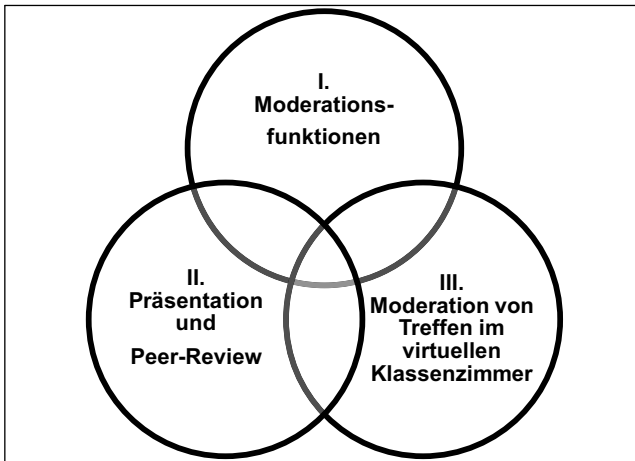 I.
Moderations-
funktionen
II.
Präsentation
und
Peer-Review
III.
Moderation von
Treffen im
virtuellen
Klassenzimmer